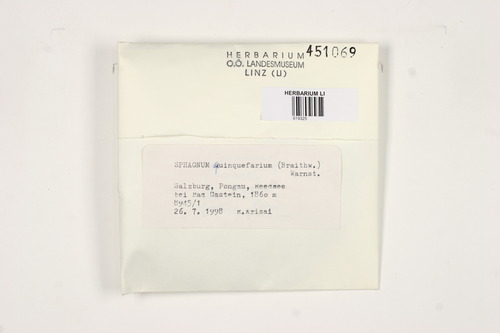 HERBARIUM 451069
O.Ö. LANDESMUSEUM
LINZ (LI)
HERBARIUM LI
SPHAGNUM quinquefarium (Braithw.)
Warnst.
Salzburg, Pongau, Reedsee
bei Bad Gastein, 1860 m
8945/1
26. 7. 1998 R.Krisai